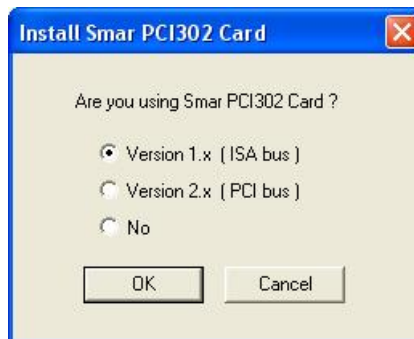 Install Smar PCI302 Card
Are you using Smar PCI302 Card ?
Version 1.x ( ISA bus )
Version 2.x ( PCI bus )
No
OK Cancel